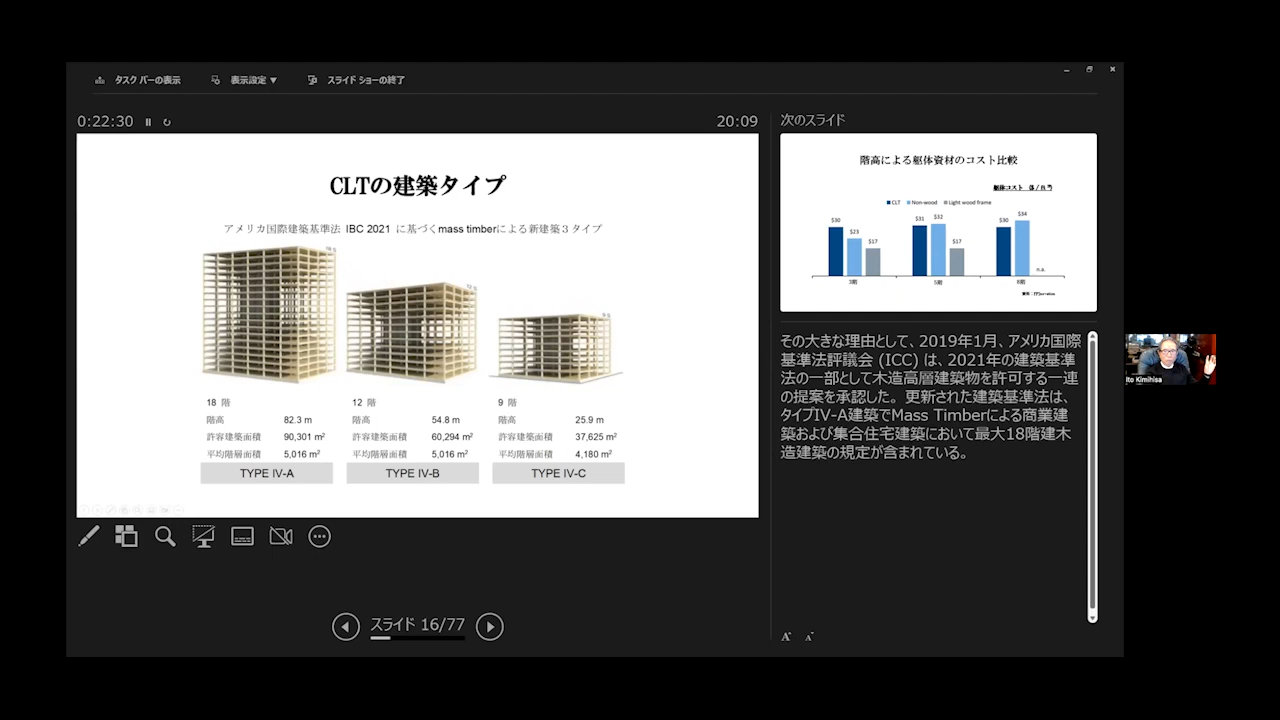 タスク バーの表示
表示設定 ▼
スライド ショーの終了
0:22:30
20:09
CLTの建築タイプ
アメリカ国際建築基準法 IBC 2021 に基づくmass timberによる新建築３タイプ
18 階
階高 82.3 m
許容建築面積 90,301 m²
平均階層面積 5,016 m²
TYPE IV-A
12 階
階高 54.8 m
許容建築面積 60,294 m²
平均階層面積 5,016 m²
TYPE IV-B
9 階
階高 25.9 m
許容建築面積 37,625 m²
平均階層面積 4,180 m²
TYPE IV-C
スライド 16/77
次のスライド
階高による躯体資材のコスト比較
CLT Non-wood Light wood frame
$30 $23 $17
$31 $32 $17
$30 $34 n.a.
3階 5階 8階
その大きな理由として、2019年1月、アメリカ国際
基準法評議会 (ICC) は、2021年の建築基準
法の一部として木造高層建築物を許可する一連
の提案を承認した。更新された建築基準法は、
タイプIV-A建築でMass Timberによる商業建
築および集合住宅建築において最大18階建木
造建築の規定が含まれている。
Ito Kimihisa